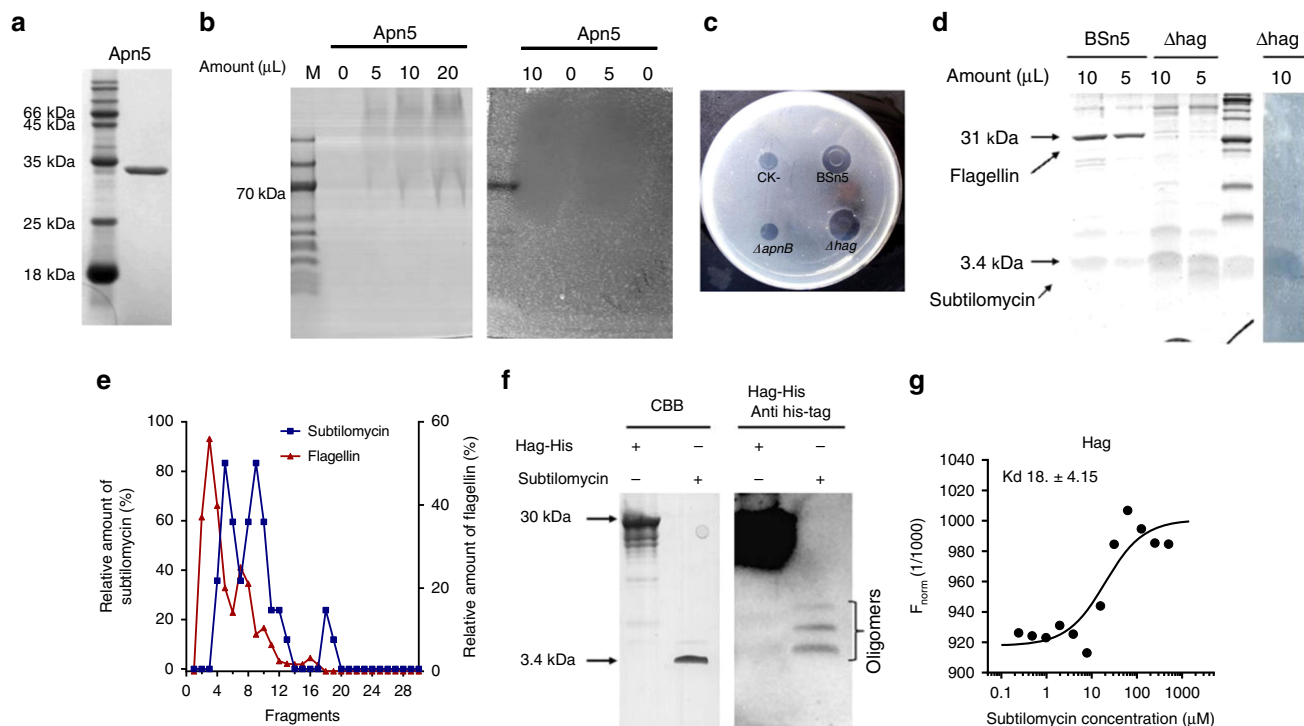 a
Apn5
66 kDa
45 kDa
35 kDa
25 kDa
18 kDa
b
Apn5 Apn5
Amount (µL) M 0 5 10 20 10 0 5 0
70 kDa
c
CK- BSn5
ΔapnB Δhag
d
BSn5 Δhag Δhag
Amount (µL) 10 5 10 5 10
31 kDa
Flagellin
3.4 kDa
Subtilomycin
e
Relative amount of
subtilomycin (%)
100
80
60
40
20
0
Subtilomycin
Flagellin
60
40
20
0
Relative amount of flagellin (%)
0 4 8 12 16 20 24 28
Fragments
f
CBB
Hag-His
Anti his-tag
Hag-His + – + –
Subtilomycin – + – +
30 kDa
3.4 kDa
Oligomers
g
Hag
Kd 18. ± 4.15
Fnorm (1/1000)
1040
1020
1000
980
960
940
920
900
0.1 1 10 100 1000
Subtilomycin concentration (µM)